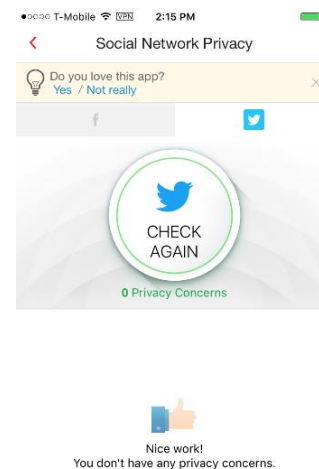 T-Mobile VPN 2:15 PM
Social Network Privacy
Do you love this app?
Yes / Not really
CHECK
AGAIN
0 Privacy Concerns
Nice work!
You don't have any privacy concerns.